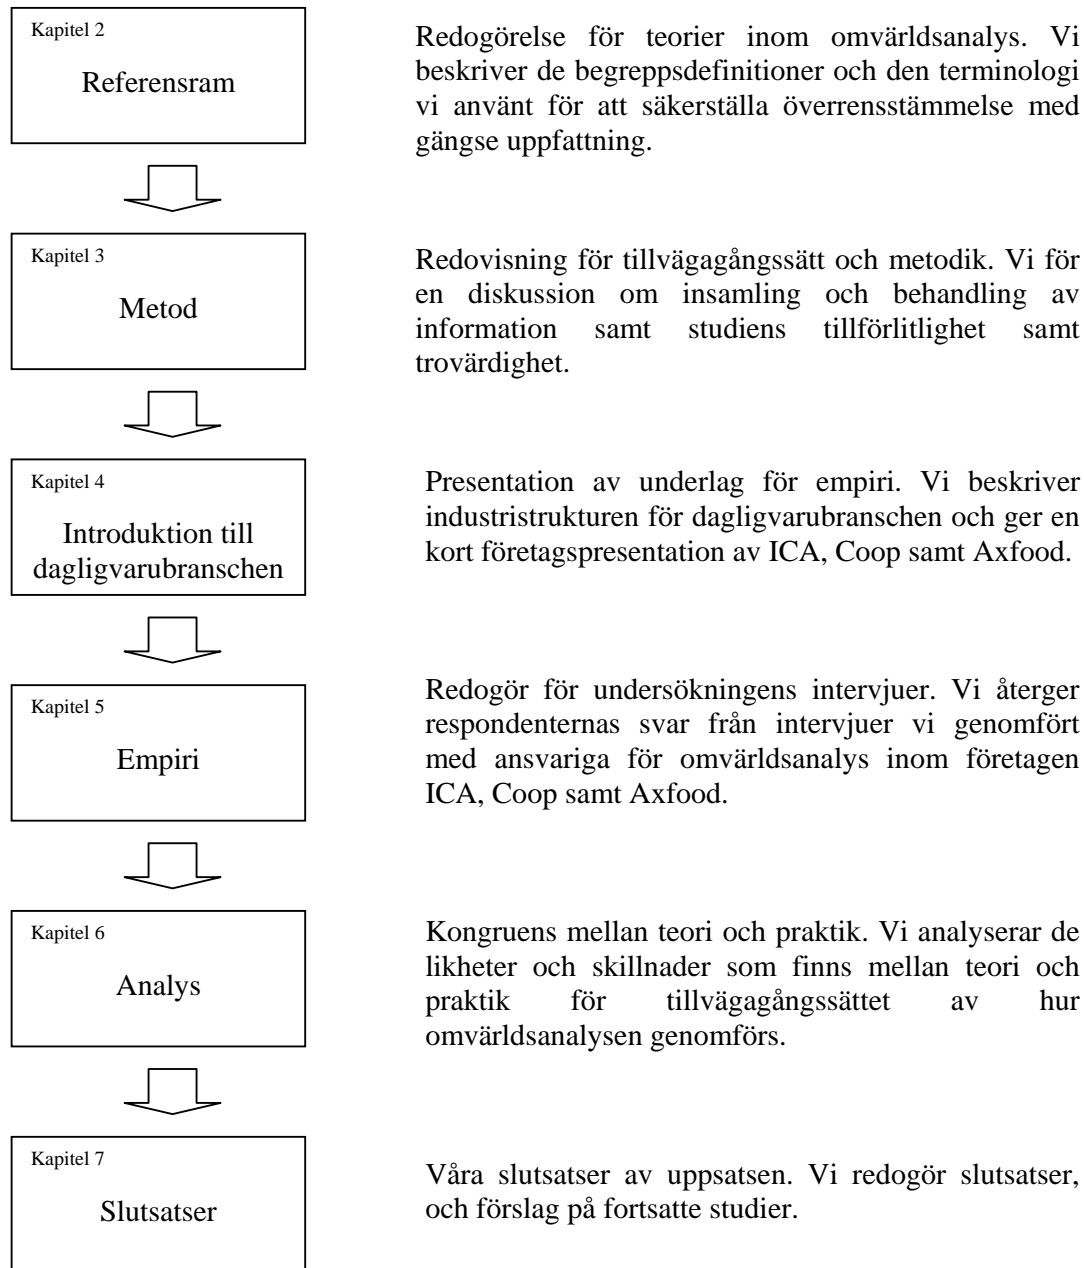 Kapitel 2
Referensram
Redogörelse för teorier inom omvärldsanalys. Vi
beskriver de begreppsdefinitioner och den terminologi
vi använt för att säkerställa överrensstämmelse med
gängse uppfattning.
Kapitel 3
Metod
Redovisning för tillvägagångssätt och metodik. Vi för
en diskussion om insamling och behandling av
information samt studiens tillförlitlighet samt
trovärdighet.
Kapitel 4
Introduktion till
dagligvarubranschen
Presentation av underlag för empiri. Vi beskriver
industristrukturen för dagligvarubranschen och ger en
kort företagspresentation av ICA, Coop samt Axfood.
Kapitel 5
Empiri
Redogör för undersökningens intervjuer. Vi återger
respondenternas svar från intervjuer vi genomfört
med ansvariga för omvärldsanalys inom företagen
ICA, Coop samt Axfood.
Kapitel 6
Analys
Kongruens mellan teori och praktik. Vi analyserar de
likheter och skillnader som finns mellan teori och
praktik för tillvägagångssättet av hur
omvärldsanalysen genomförs.
Kapitel 7
Slutsatser
Våra slutsatser av uppsatsen. Vi redogör slutsatser,
och förslag på fortsatte studier.